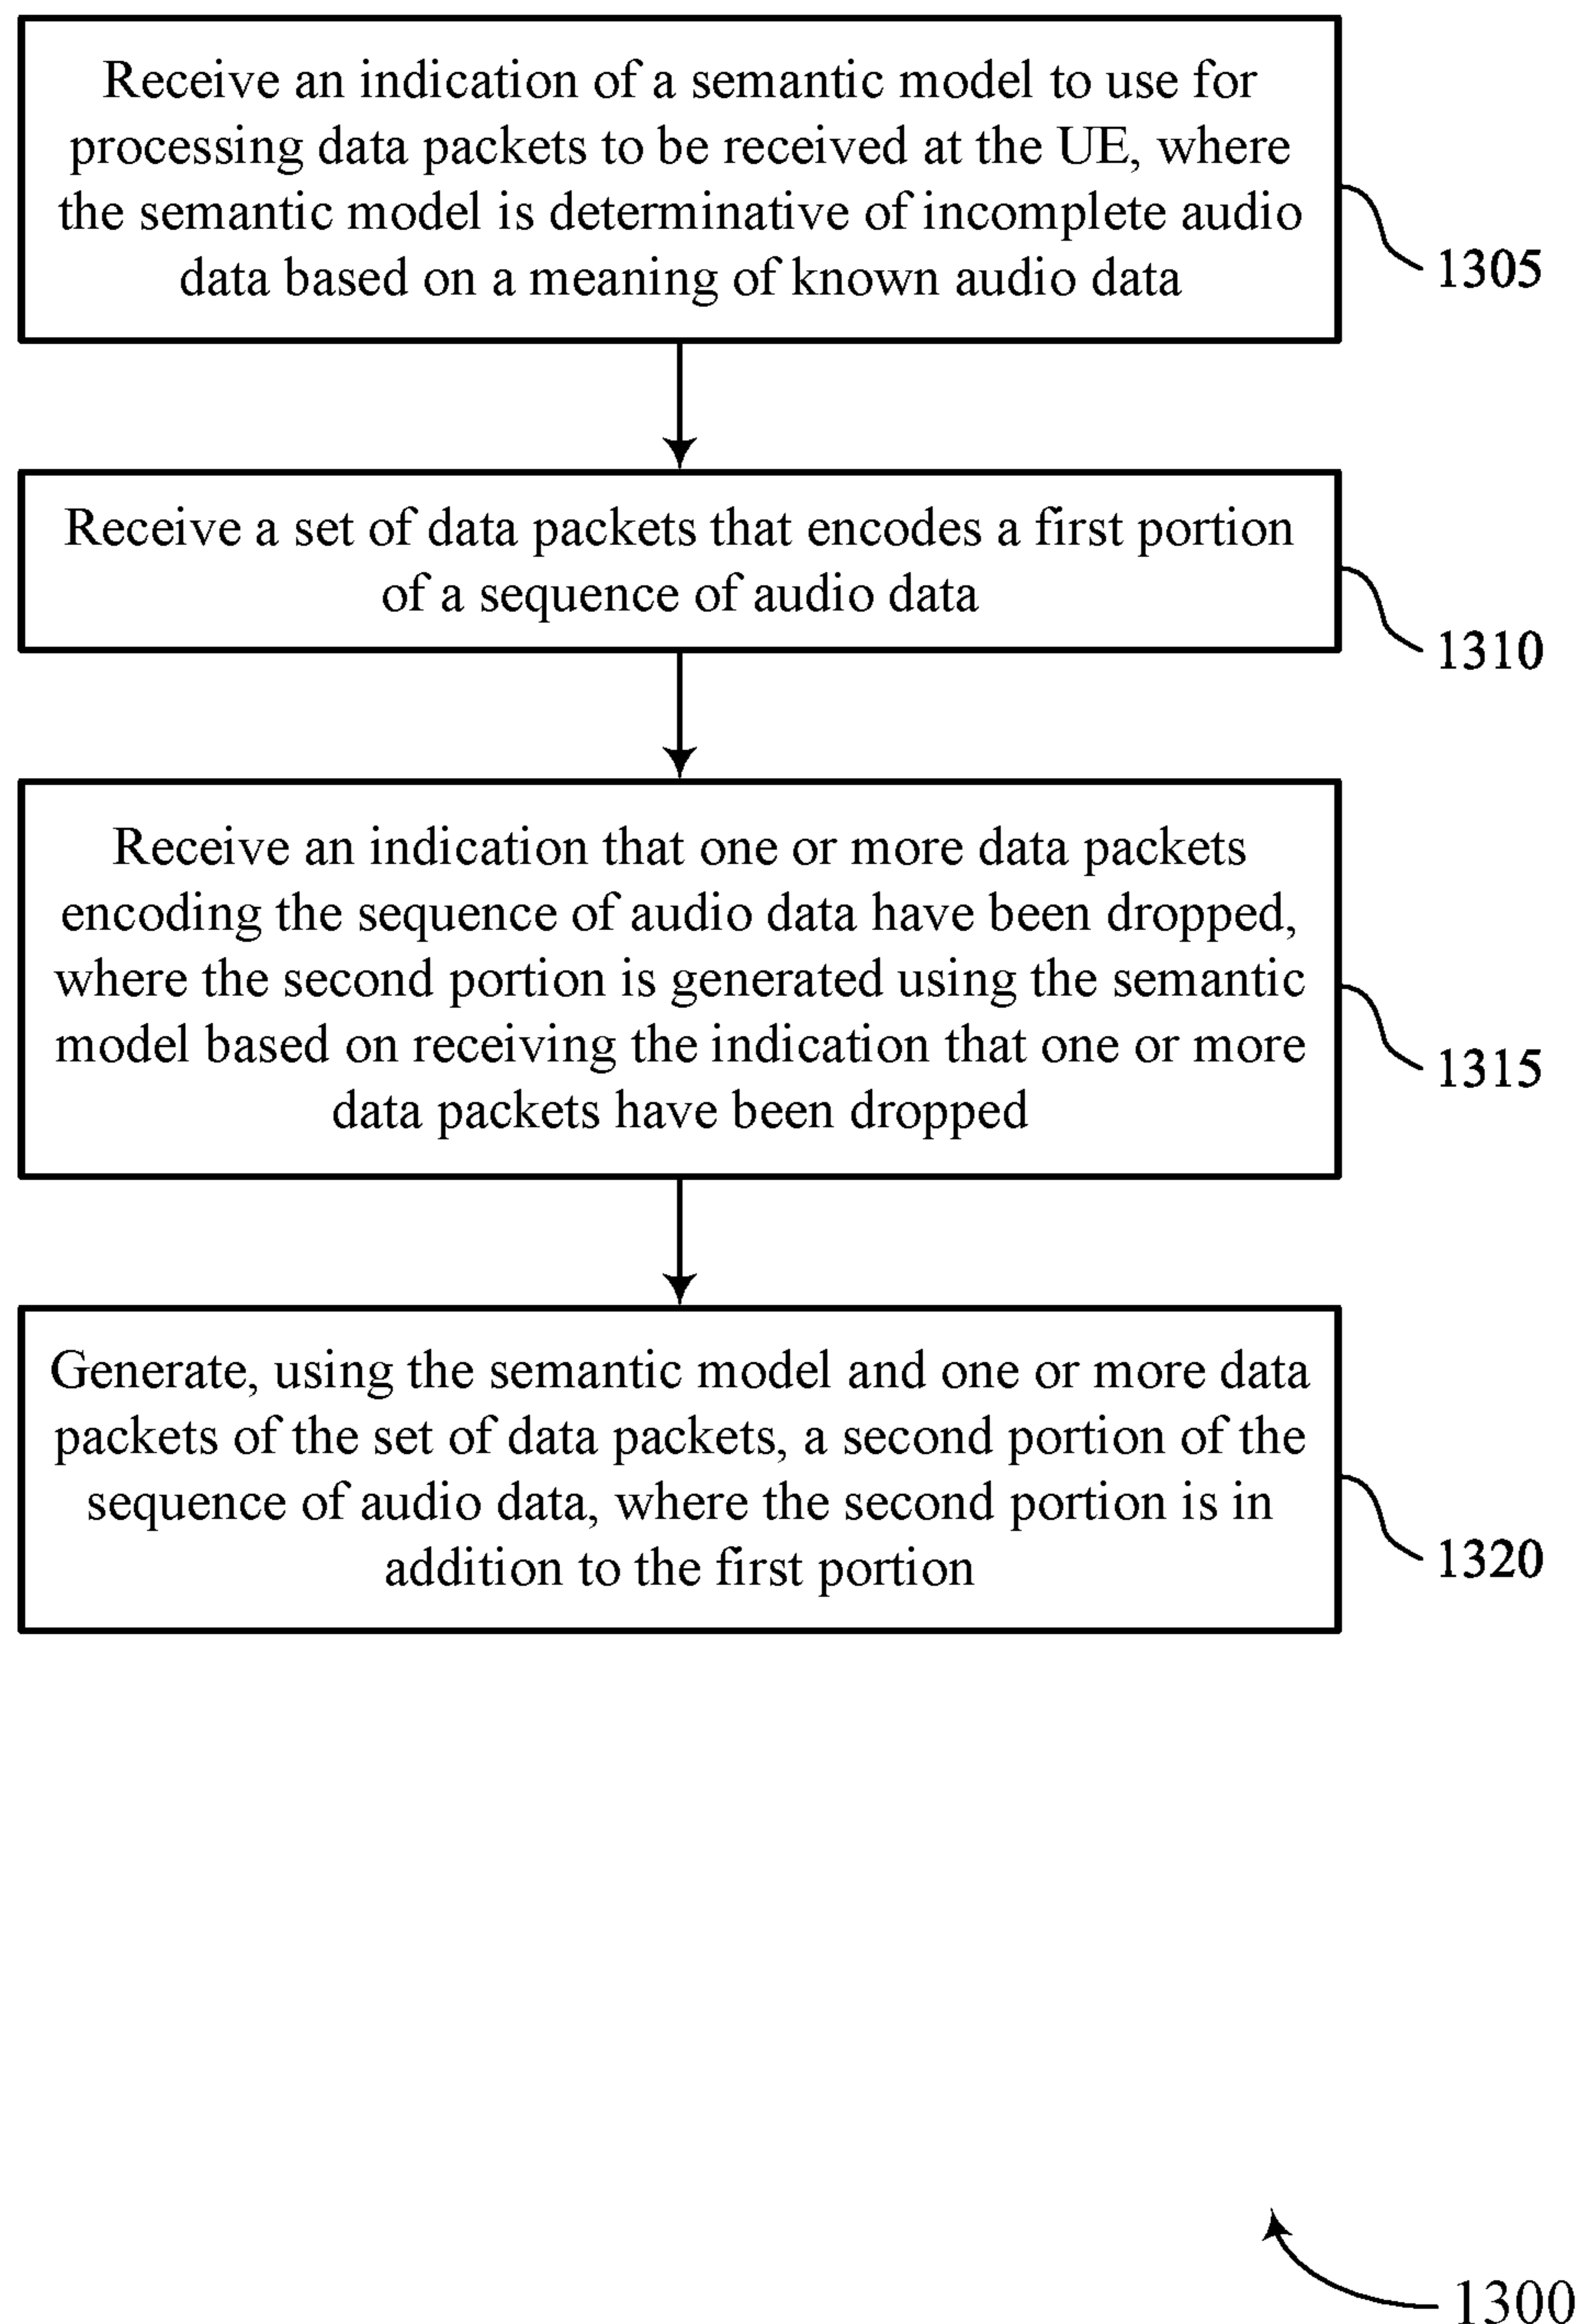 Receive an indication of a semantic model to use for
processing data packets to be received at the UE, where
the semantic model is determinative of incomplete audio
data based on a meaning of known audio data
1305
Receive a set of data packets that encodes a first portion
of a sequence of audio data
1310
Receive an indication that one or more data packets
encoding the sequence of audio data have been dropped,
where the second portion is generated using the semantic
model based on receiving the indication that one or more
data packets have been dropped
1315
Generate, using the semantic model and one or more data
packets of the set of data packets, a second portion of the
sequence of audio data, where the second portion is in
addition to the first portion
1320
1300